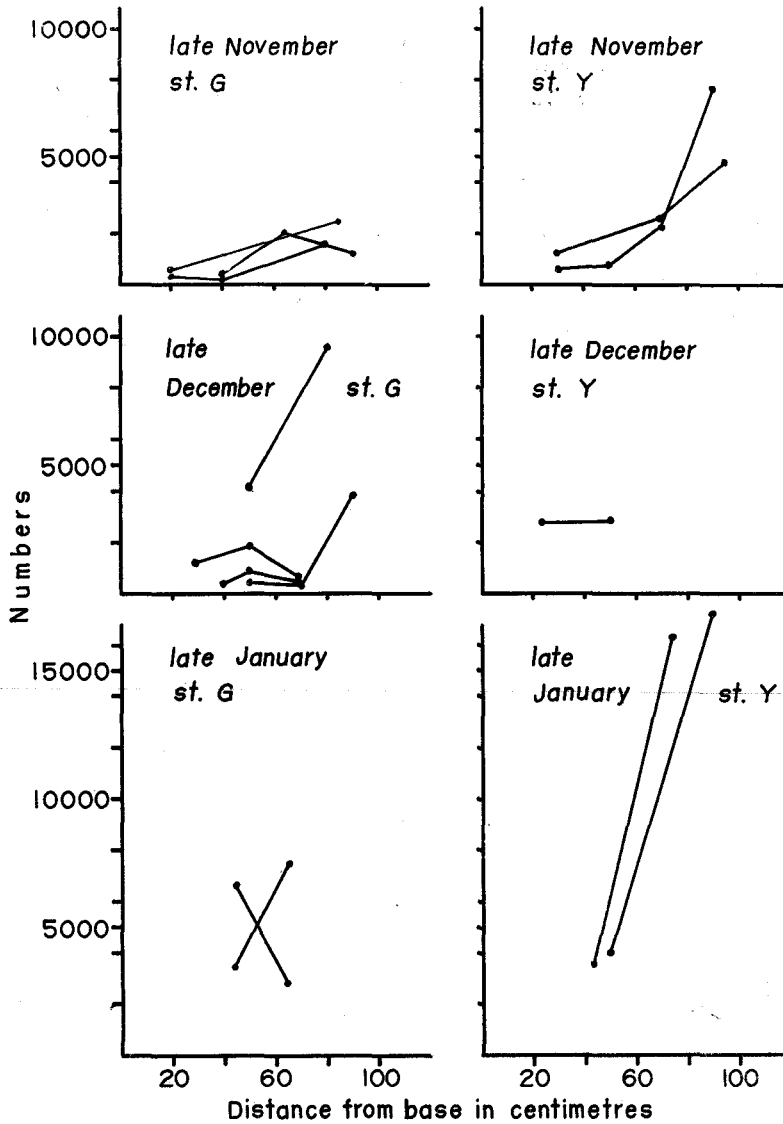 10000
5000
late November
st. G
late November
st. Y
10000
5000
late
December st. G
late December
st. Y
Numbers
15000
10000
5000
late January
st. G
late
January st. Y
20 60 100
20 60 100
Distance from base in centimetres